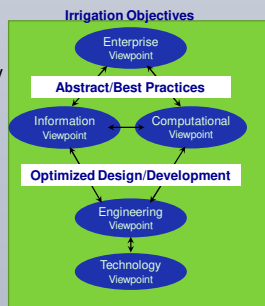 Irrigation Objectives
Enterprise
Viewpoint
Abstract/Best Practices
Information
Viewpoint
Computational
Viewpoint
Optimized Design/Development
Engineering
Viewpoint
Technology
Viewpoint